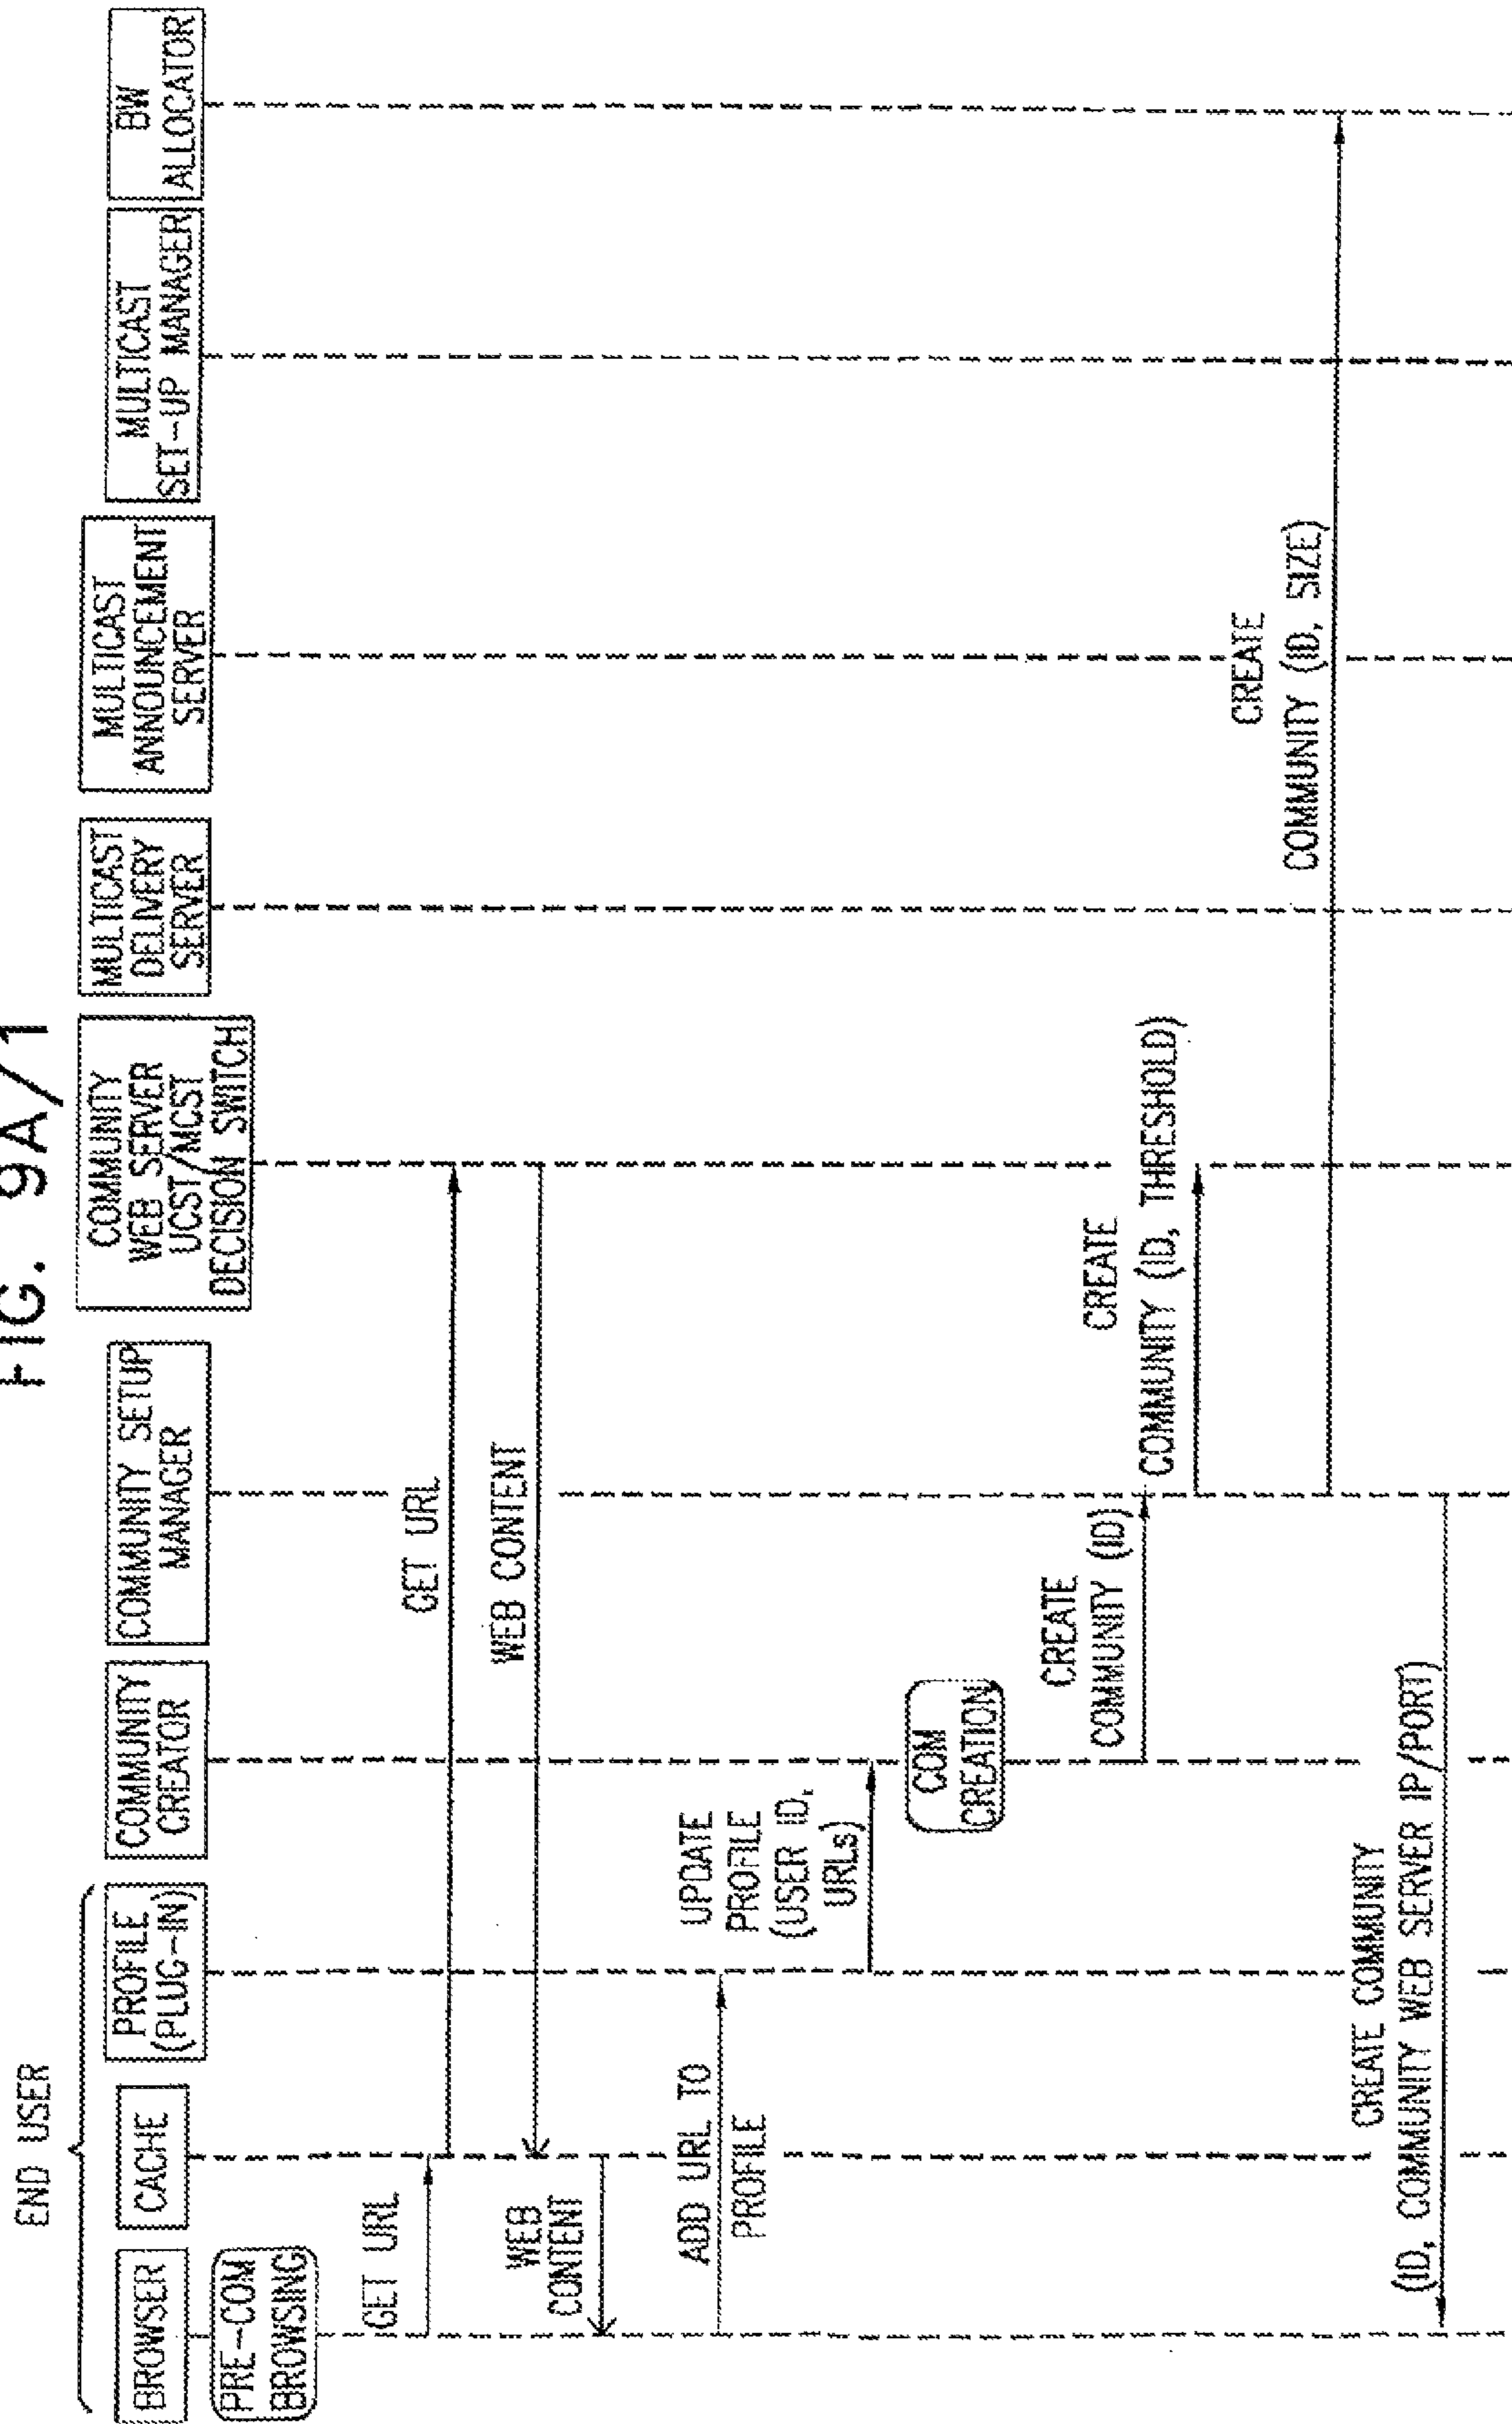 FIG. 9A/1
END USER
BROWSER
CACHE
PROFILE
(PLUG-IN)
COMMUNITY
CREATOR
COMMUNITY SETUP
MANAGER
COMMUNITY
WEB SERVER
UCST/MCST
DECISION SWITCH
MULTICAST
DELIVERY
SERVER
MULTICAST
ANNOUNCEMENT
SERVER
MULTICAST
SET-UP MANAGER
BW
ALLOCATOR
PRE-COM
BROWSING
GET URL
GET URL
WEB CONTENT
WEB
CONTENT
ADD URL TO
PROFILE
UPDATE
PROFILE
(USER ID,
URLs)
COM
CREATION
CREATE
COMMUNITY (ID)
CREATE
COMMUNITY (ID, THRESHOLD)
CREATE
COMMUNITY (ID, SIZE)
CREATE COMMUNITY
(ID, COMMUNITY WEB SERVER IP/PORT)